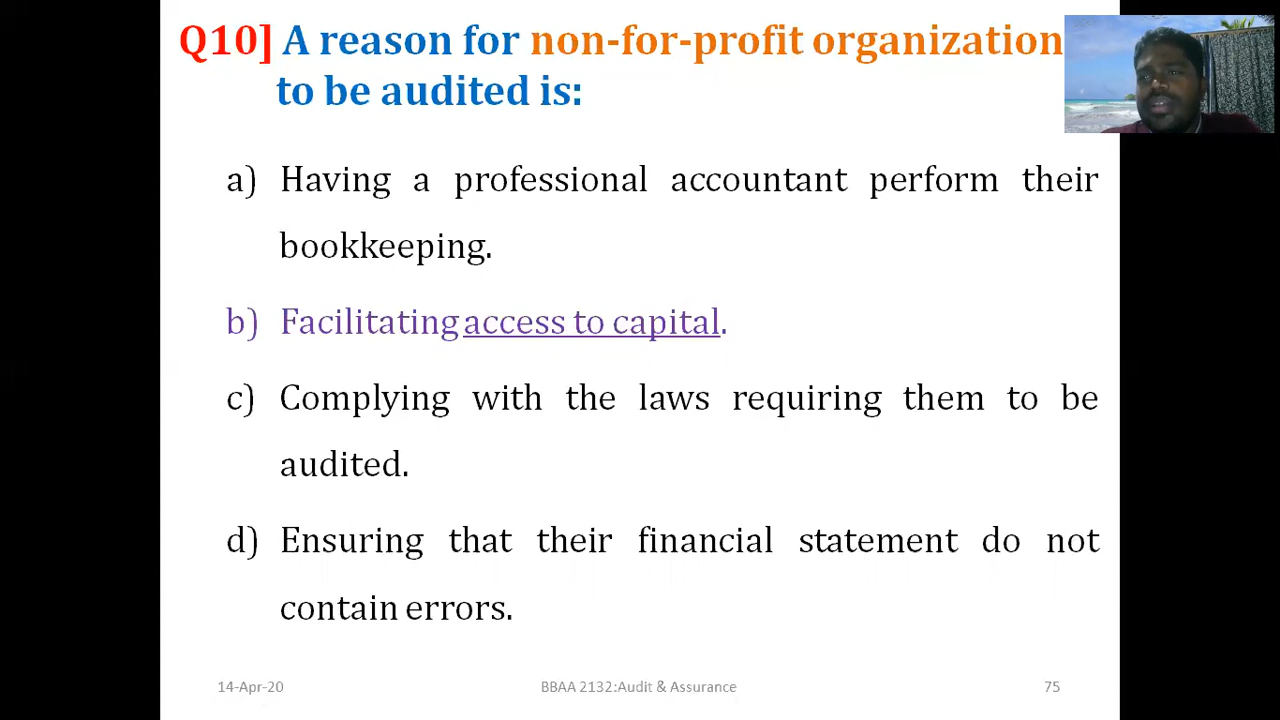 Q10] A reason for non-for-profit organization
to be audited is:
a) Having a professional accountant perform their
bookkeeping.
b) Facilitating access to capital.
c) Complying with the laws requiring them to be
audited.
d) Ensuring that their financial statement do not
contain errors.
14-Apr-20 BBAA 2132:Audit & Assurance 75